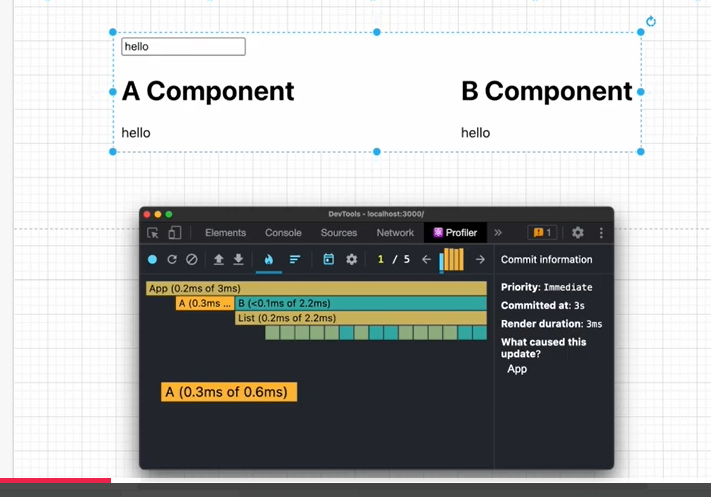 hello
A Component
B Component
hello
hello
DevTools - localhost:3000/
Elements
Console
Sources
Network
Profiler
»
1
1 / 5
Commit information
App (0.2ms of 3ms)
A (0.3ms ...
B (<0.1ms of 2.2ms)
List (0.2ms of 2.2ms)
A (0.3ms of 0.6ms)
Priority: Immediate
Committed at: 3s
Render duration: 3ms
What caused this
update?
App